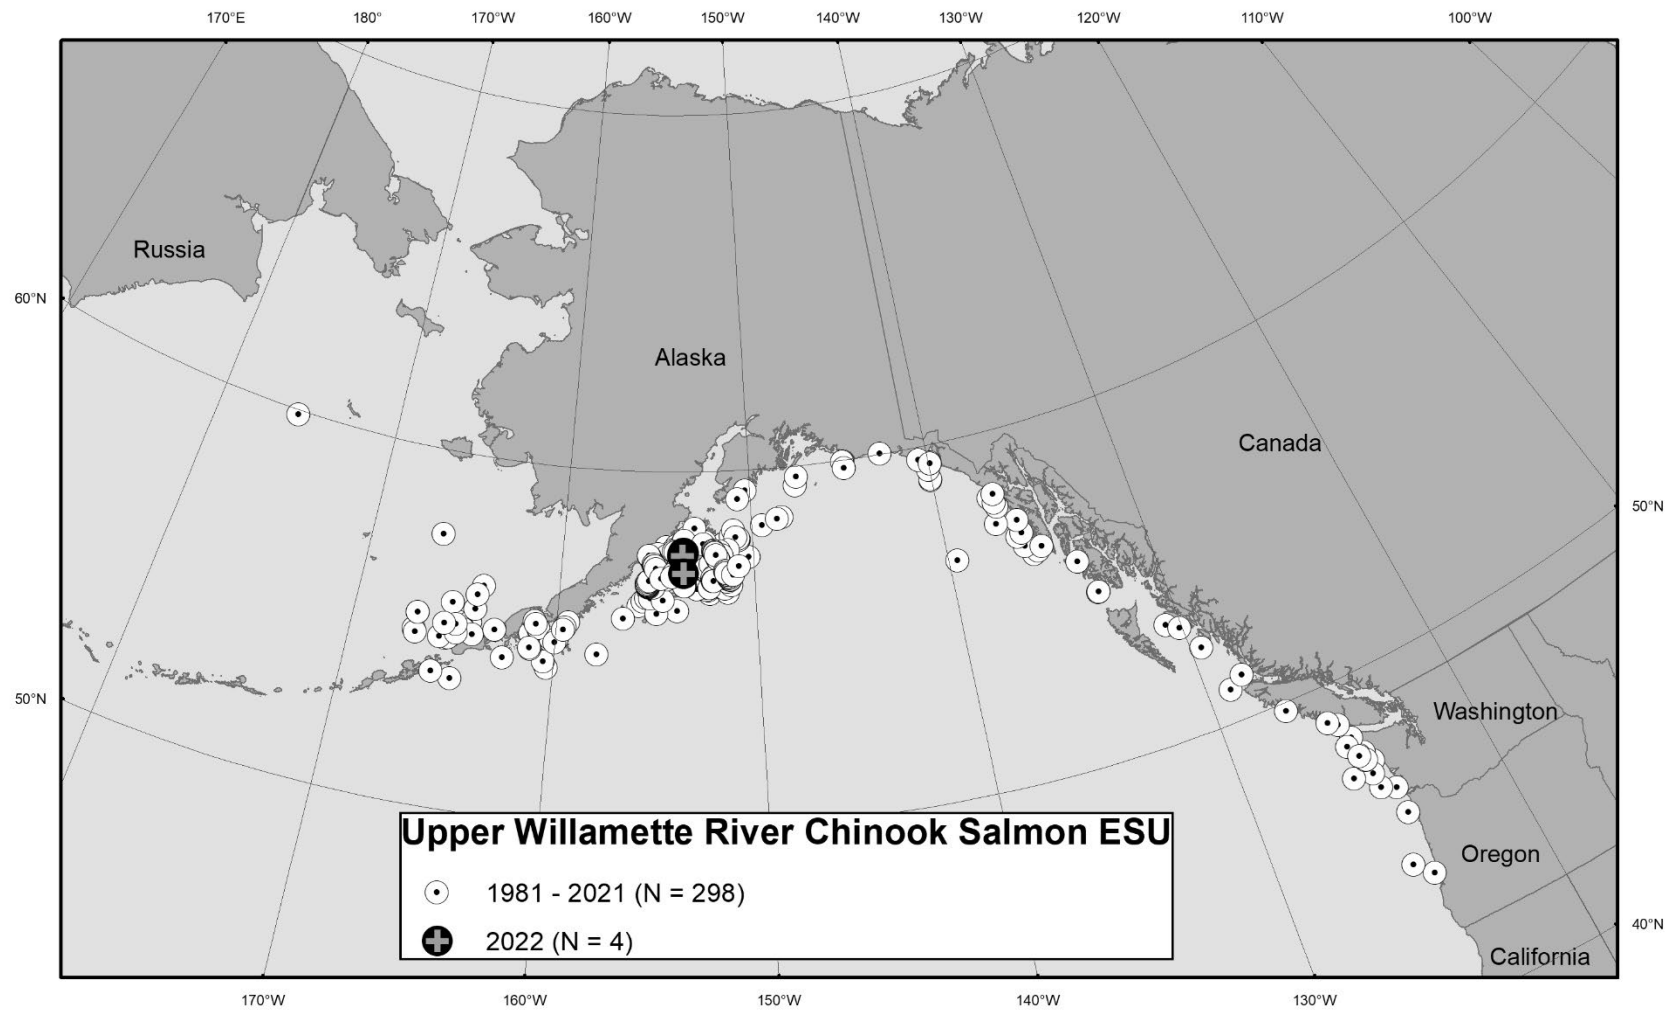 170°E 180° 170°W 160°W 150°W 140°W 130°W 120°W 110°W 100°W
Russia
60°N
Alaska
Canada
50°N
50°N
Washington
Upper Willamette River Chinook Salmon ESU
Oregon
1981 - 2021 (N = 298)
40°N
2022 (N = 4)
California
170°W 160°W 150°W 140°W 130°W